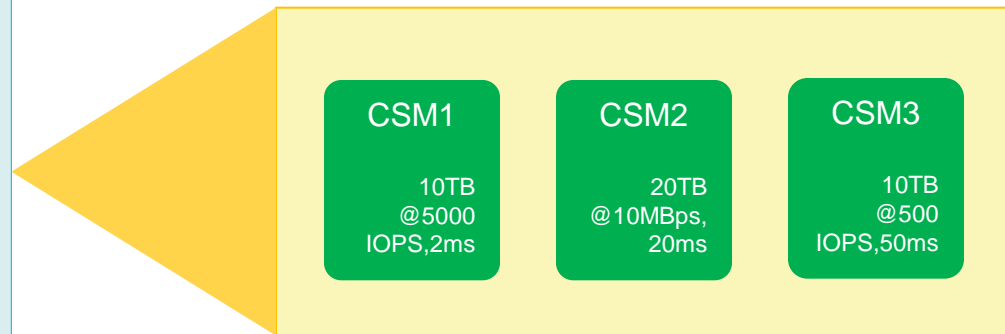 CSM1
10TB
@5000
IOPS,2ms
CSM2
20TB
@10MBps,
20ms
CSM3
10TB
@500
IOPS,50ms